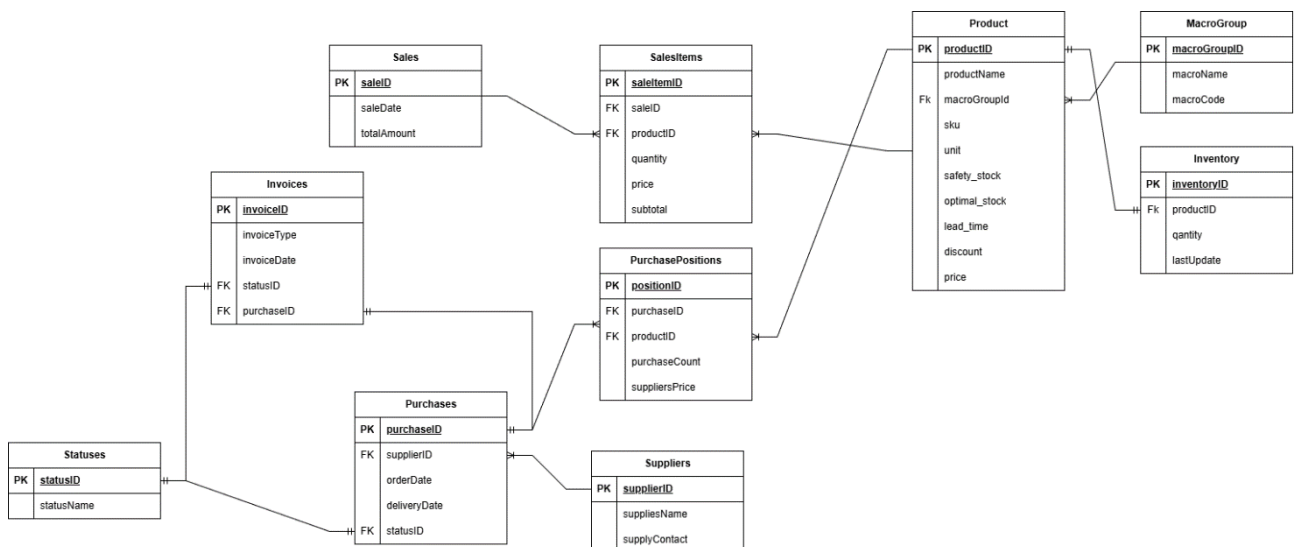 Sales
PK saleID
saleDate
totalAmount
SalesItems
PK saleItemID
FK saleID
FK productID
quantity
price
subtotal
Product
PK productID
productName
Fk macroGroupId
sku
unit
safety_stock
optimal_stock
lead_time
discount
price
MacroGroup
PK macroGroupID
macroName
macroCode
Inventory
PK inventoryID
Fk productID
qantity
lastUpdate
Invoices
PK invoiceID
invoiceType
invoiceDate
FK statusID
FK purchaseID
PurchasePositions
PK positionID
FK purchaseID
FK productID
purchaseCount
suppliersPrice
Purchases
PK purchaseID
FK supplierID
orderDate
deliveryDate
FK statusID
Statuses
PK statusID
statusName
Suppliers
PK supplierID
suppliesName
supplyContact